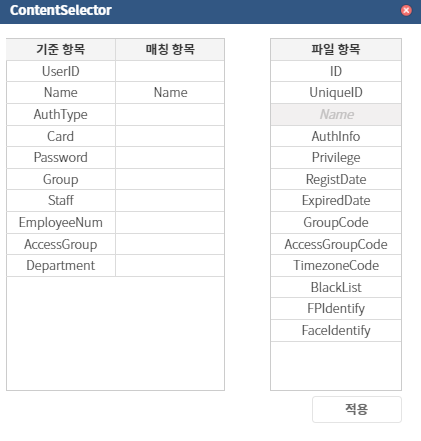 ContentSelector
기준 항목 매칭 항목
UserID
Name Name
AuthType
Card
Password
Group
Staff
EmployeeNum
AccessGroup
Department
파일 항목
ID
UniqueID
Name
AuthInfo
Privilege
RegistDate
ExpiredDate
GroupCode
AccessGroupCode
TimezoneCode
BlackList
FPIdentify
FaceIdentify
적용